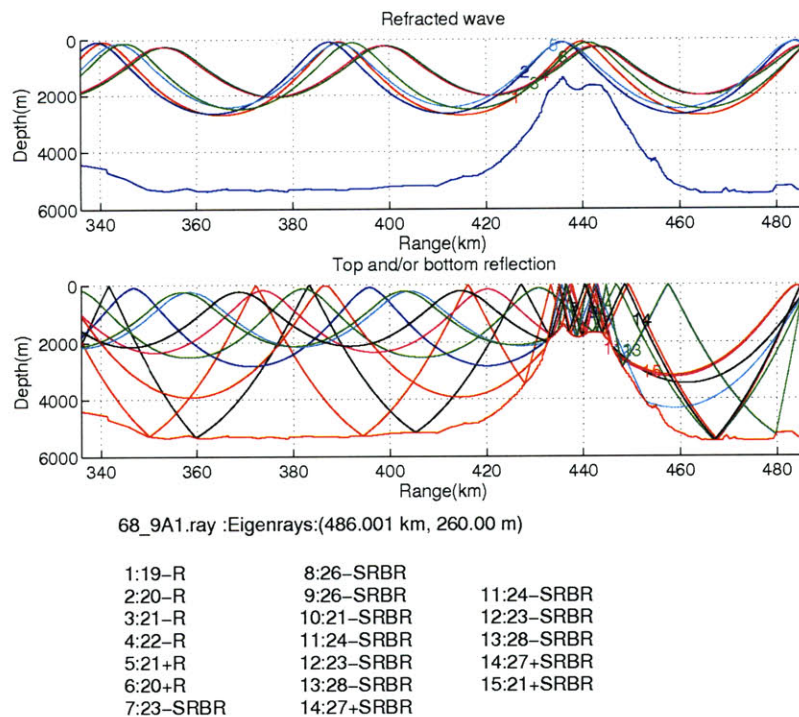 Refracted wave
0
2000
4000
6000
Depth(m)
340 360 380 400 420 440 460 480
Range(km)
Top and/or bottom reflection
0
2000
4000
6000
Depth(m)
340 360 380 400 420 440 460 480
Range(km)
68_9A1.ray :Eigenrays:(486.001 km, 260.00 m)
1:19−R
2:20−R
3:21−R
4:22−R
5:21+R
6:20+R
7:23−SRBR
8:26−SRBR
9:26−SRBR
10:21−SRBR
11:24−SRBR
12:23−SRBR
13:28−SRBR
14:27+SRBR
11:24−SRBR
12:23−SRBR
13:28−SRBR
14:27+SRBR
15:21+SRBR